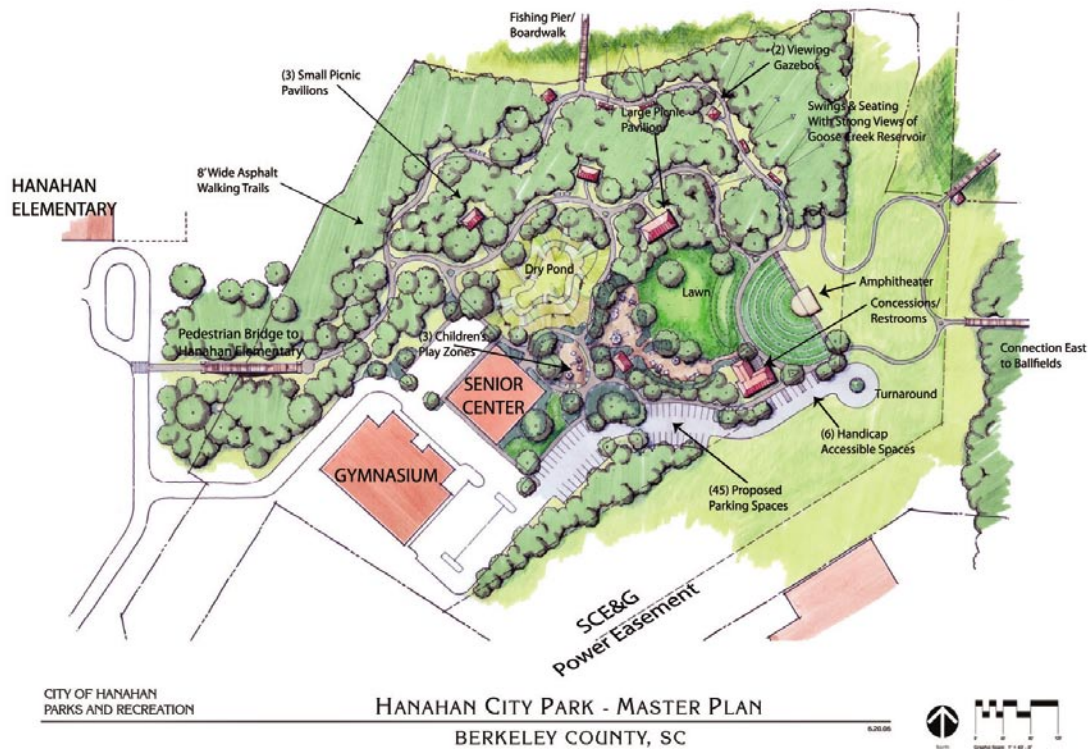 Fishing Pier/
Boardwalk
(2) Viewing
Gazebos
(3) Small Picnic
Pavilions
Large Picnic
Pavilion
Swings & Seating
With Strong Views of
Goose Creek Reservoir
8' Wide Asphalt
Walking Trails
HANAHAN
ELEMENTARY
Dry Pond
Lawn
Amphitheater
Concessions/
Restrooms
Pedestrian Bridge to
Hanahan Elementary
(3) Children's
Play Zones
Connection East
to Ballfields
SENIOR
CENTER
Turnaround
(6) Handicap
Accessible Spaces
GYMNASIUM
(45) Proposed
Parking Spaces
SCE&G
Power Easement
CITY OF HANAHAN
PARKS AND RECREATION
HANAHAN CITY PARK - MASTER PLAN
BERKELEY COUNTY, SC
6.20.06
North